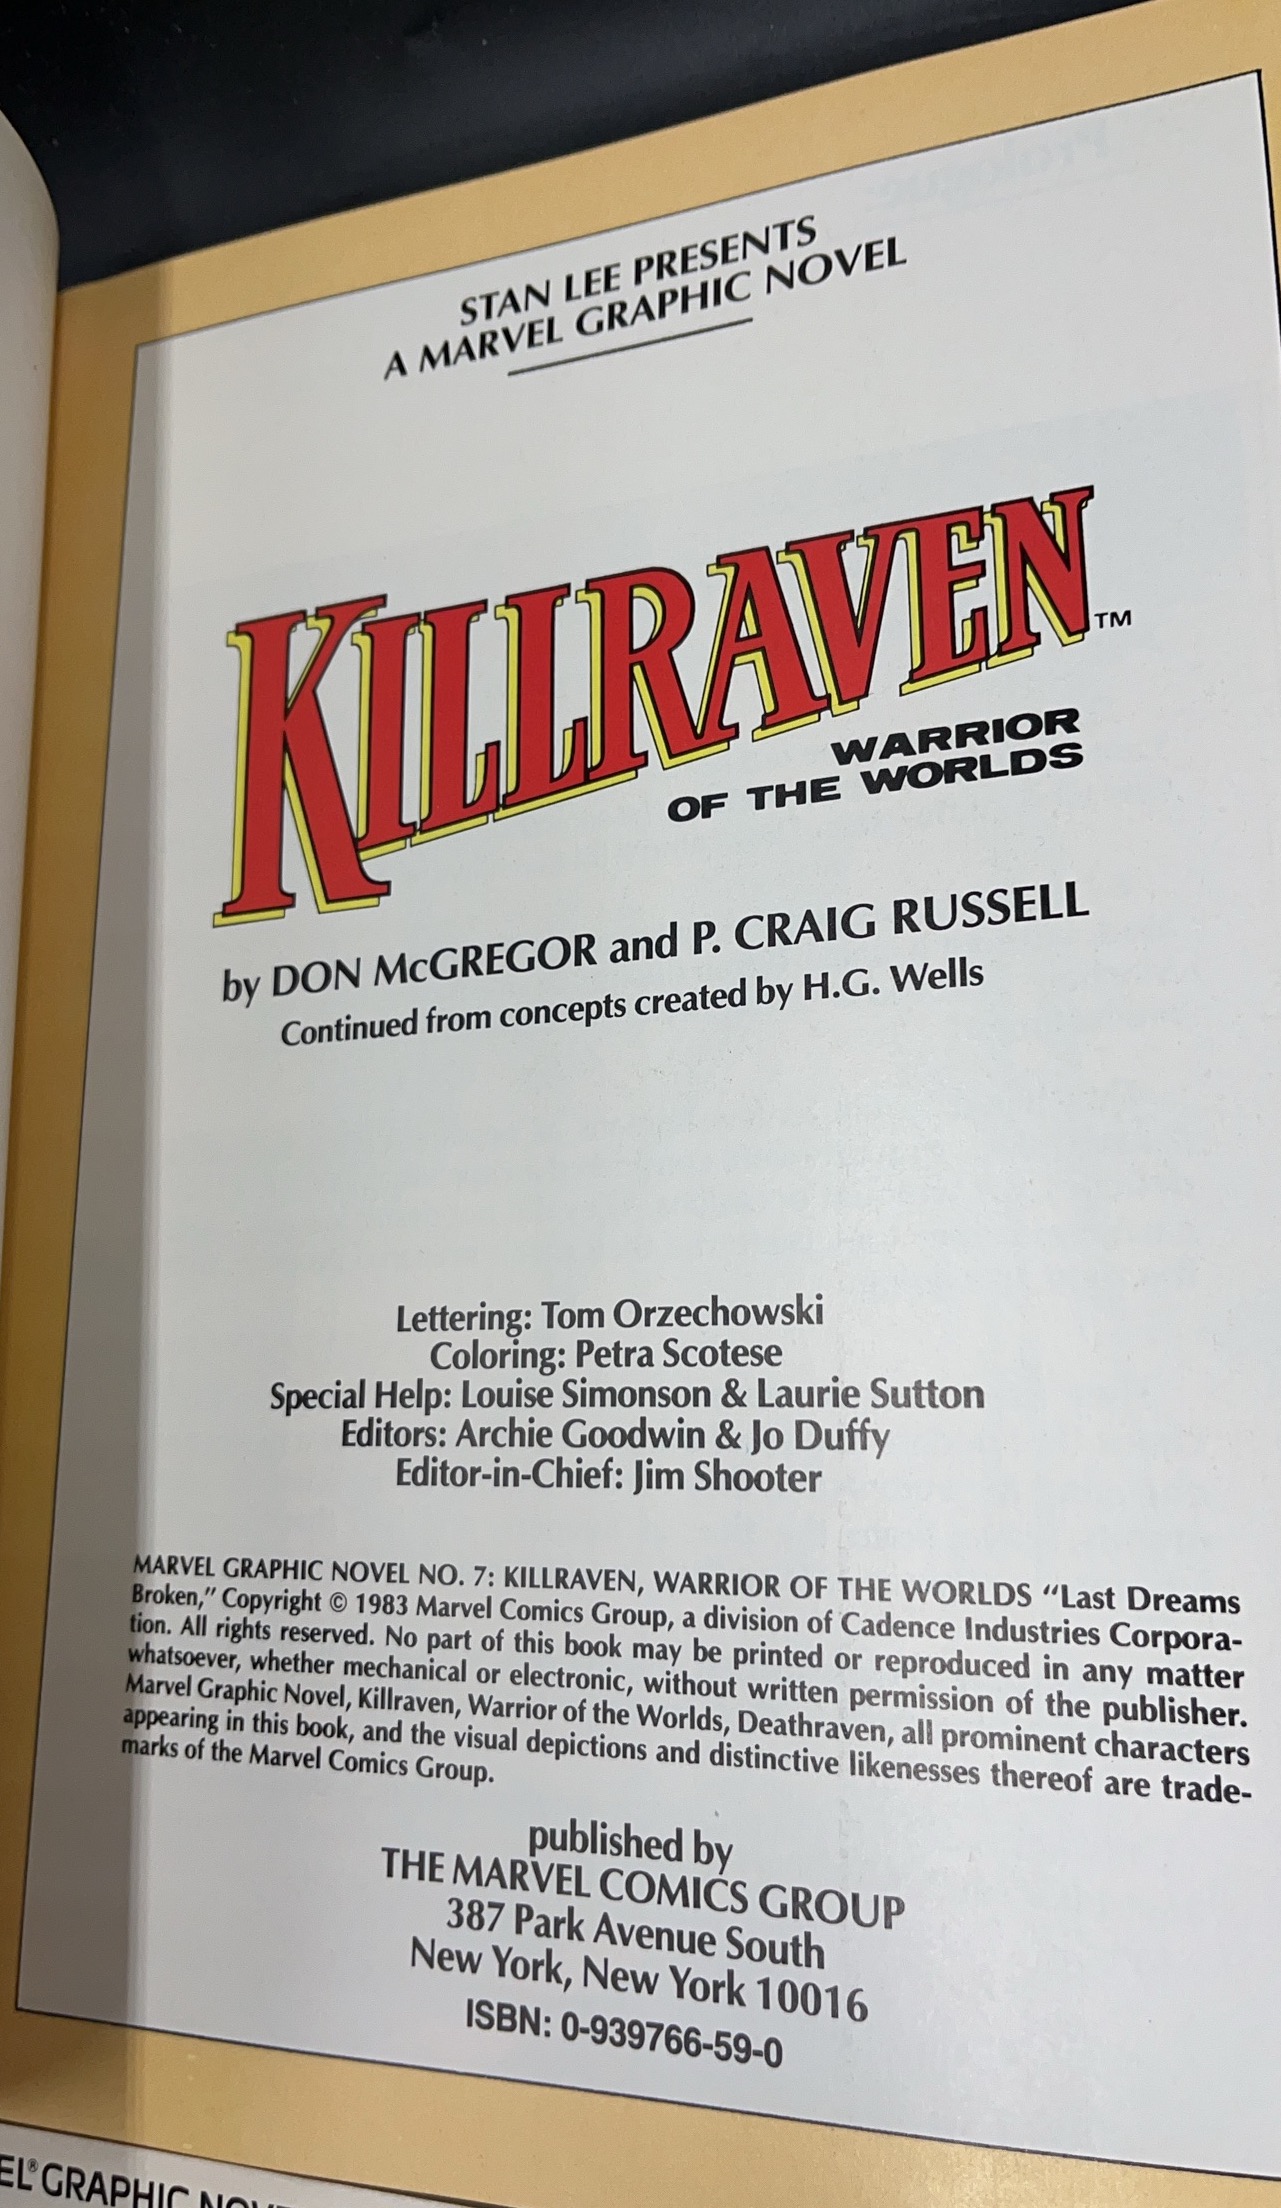 STAN LEE PRESENTS
A MARVEL GRAPHIC NOVEL
KILLRAVEN™
WARRIOR
OF THE WORLDS
by DON McGREGOR and P. CRAIG RUSSELL
Continued from concepts created by H.G. Wells
Lettering: Tom Orzechowski
Coloring: Petra Scotese
Special Help: Louise Simonson & Laurie Sutton
Editors: Archie Goodwin & Jo Duffy
Editor-in-Chief: Jim Shooter
MARVEL GRAPHIC NOVEL NO. 7: KILLRAVEN, WARRIOR OF THE WORLDS “Last Dreams
Broken,” Copyright © 1983 Marvel Comics Group, a division of Cadence Industries Corpora-
tion. All rights reserved. No part of this book may be printed or reproduced in any matter
whatsoever, whether mechanical or electronic, without written permission of the publisher.
Marvel Graphic Novel, Killraven, Warrior of the Worlds, Deathraven, all prominent characters
appearing in this book, and the visual depictions and distinctive likenesses thereof are trade-
marks of the Marvel Comics Group.
published by
THE MARVEL COMICS GROUP
387 Park Avenue South
New York, New York 10016
ISBN: 0-939766-59-0
EL® GRAPHIC NOV